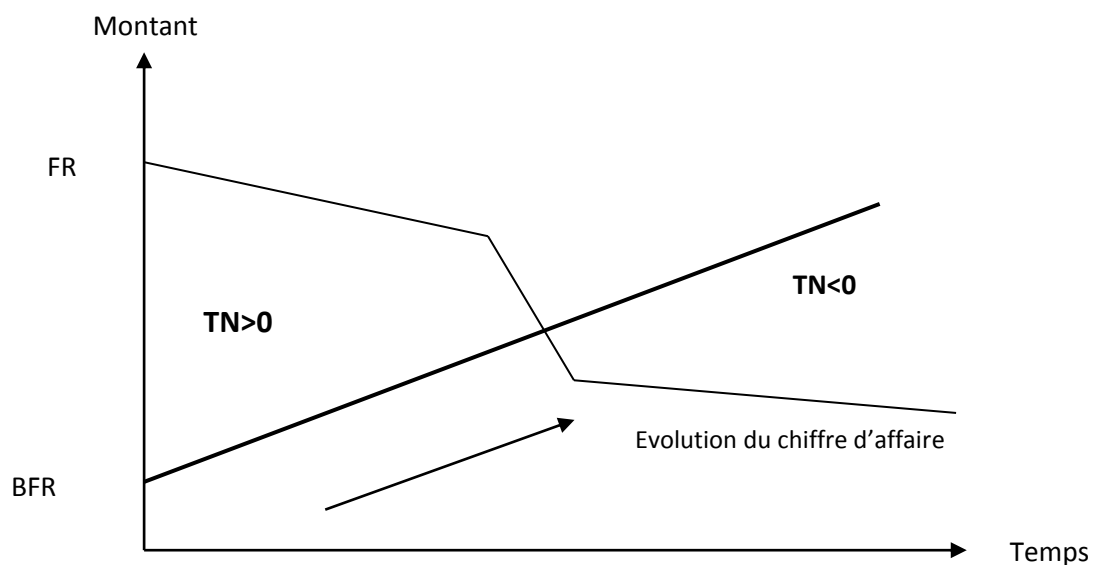 Montant
FR
TN<0
TN>0
Evolution du chiffre d’affaire
BFR
Temps